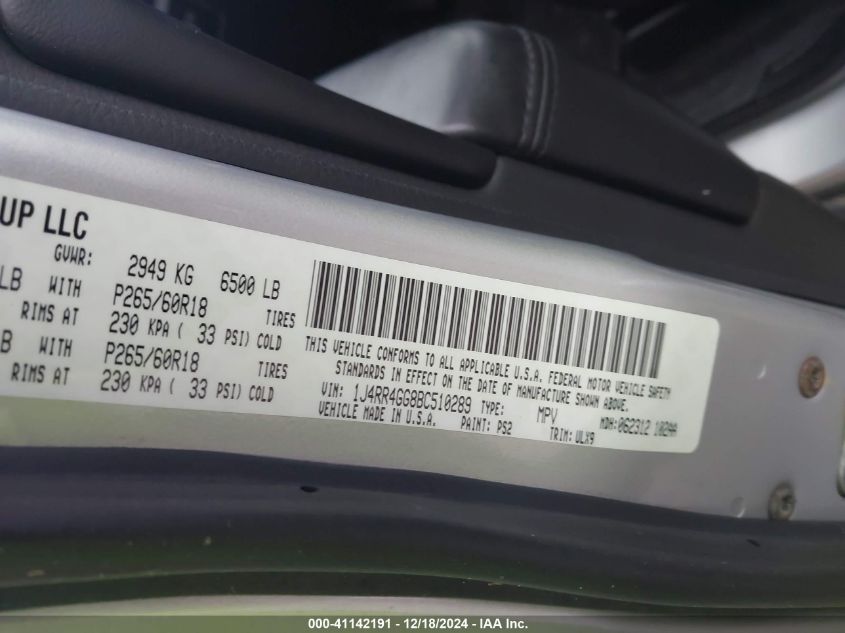 UP LLC
GVWR: 2949 KG 6500 LB
LB WITH P265/60R18 TIRES
RIMS AT 230 KPA ( 33 PSI) COLD
B WITH P265/60R18 TIRES
RIMS AT 230 KPA ( 33 PSI) COLD
THIS VEHICLE CONFORMS TO ALL APPLICABLE U.S.A. FEDERAL MOTOR VEHICLE SAFETY
STANDARDS IN EFFECT ON THE DATE OF MANUFACTURE SHOWN ABOVE.
VIN: 1J4RR4GG8BC510289 TYPE: MPV MDH: 062312 102AA
VEHICLE MADE IN U.S.A. PAINT: PS2 TRIM: ULX9
000-41142191 - 12/18/2024 - IAA Inc.